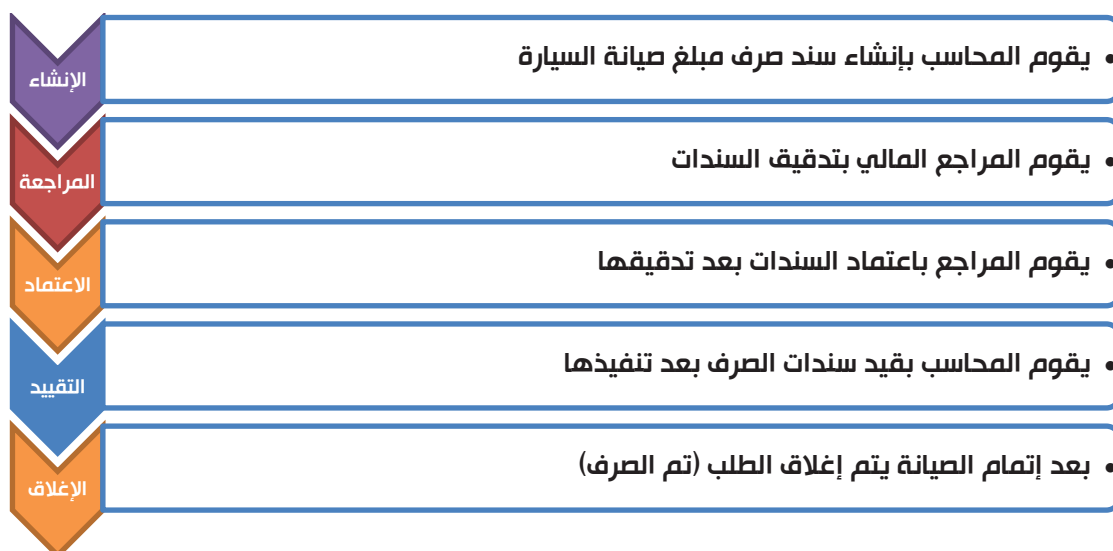 الإنشاء
• يقوم المحاسب بإنشاء سند صرف مبلغ صيانة السيارة
المراجعة
• يقوم المراجع المالي بتدقيق السندات
الاعتماد
• يقوم المراجع باعتماد السندات بعد تدقيقها
التقييد
• يقوم المحاسب بقيد سندات الصرف بعد تنفيذها
الإغلاق
• بعد إتمام الصيانة يتم إغلاق الطلب (تم الصرف)